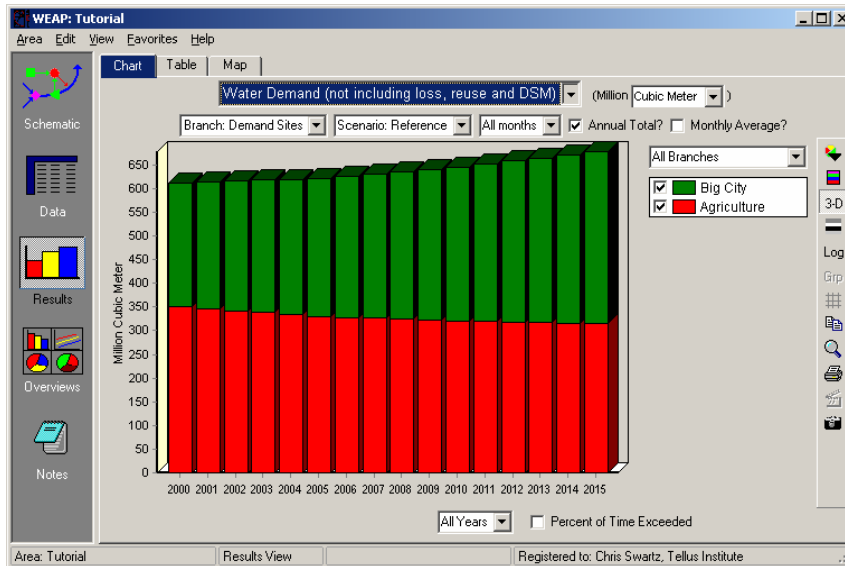 WEAP: Tutorial
Area Edit View Favorites Help
Chart Table Map
Water Demand (not including loss, reuse and DSM) (Million Cubic Meter )
Branch: Demand Sites Scenario: Reference All months Annual Total? Monthly Average?
Schematic
Data
Results
Overviews
Notes
All Branches
Big City
Agriculture
3-D
Log
Grp
Million Cubic Meter
650
600
550
500
450
400
350
300
250
200
150
100
50
0
2000 2001 2002 2003 2004 2005 2006 2007 2008 2009 2010 2011 2012 2013 2014 2015
All Years Percent of Time Exceeded
Area: Tutorial Results View Registered to: Chris Swartz, Tellus Institute